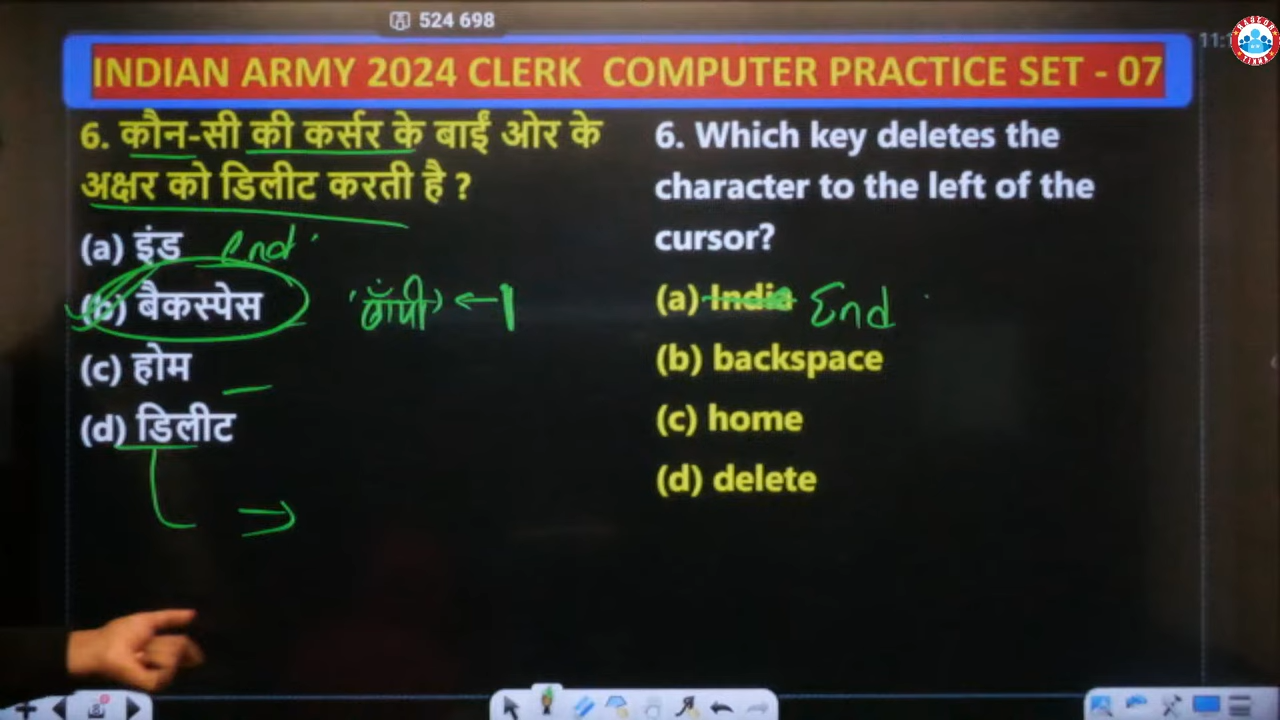 524 698
11:
INDIAN ARMY 2024 CLERK COMPUTER PRACTICE SET - 07
6. कौन-सी की कर्सर के बाईं ओर के
अक्षर को डिलीट करती है ?
(a) इंड End
(b) बैकस्पेस
(c) होम
(d) डिलीट
6. Which key deletes the
character to the left of the
cursor?
(a) India End
(b) backspace
(c) home
(d) delete